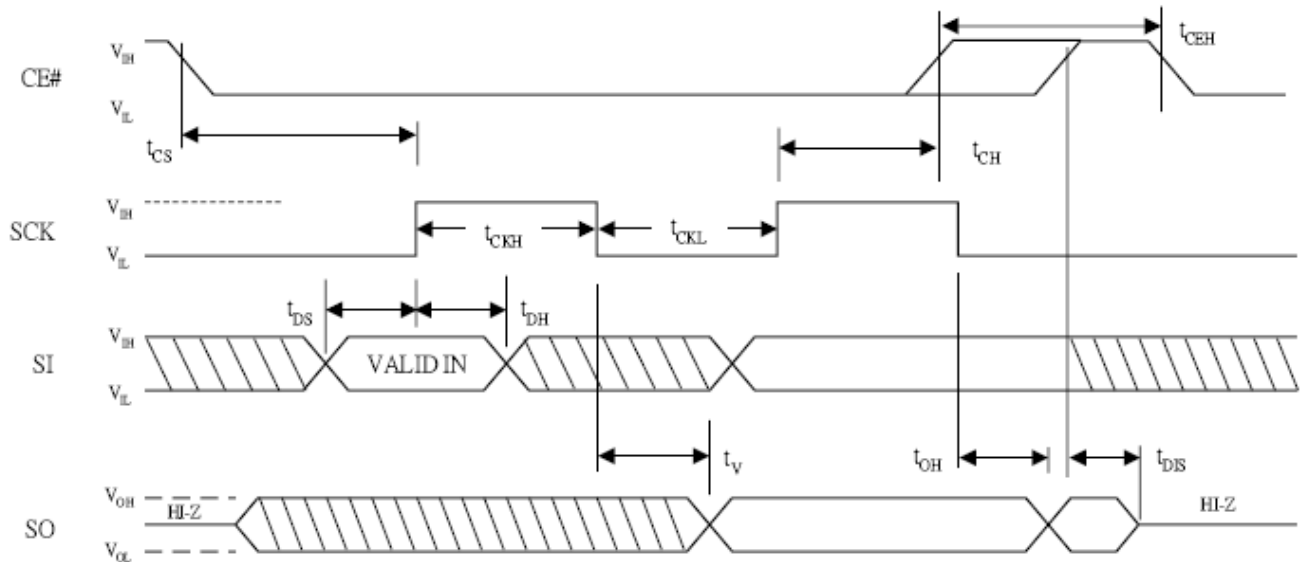 V_IH
CE#
V_IL
t_CEH
t_CS
t_CH
V_IH
SCK
V_IL
t_CKH
t_CKL
t_DS
t_DH
V_IH
SI
V_IL
VALID IN
t_V
t_OH
t_DIS
V_OH
HI-Z
HI-Z
SO
V_OL